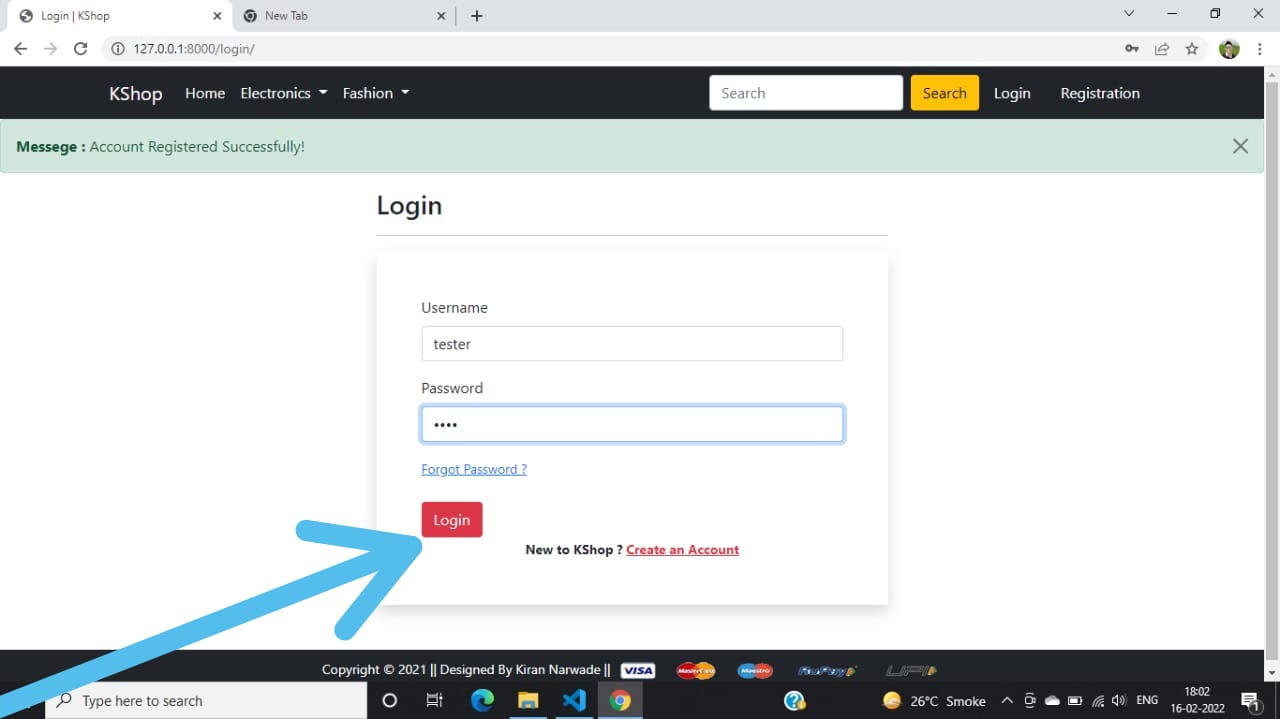 Login | KShop
New Tab
127.0.0.1:8000/login/
KShop Home Electronics Fashion Search Search Login Registration
Messege : Account Registered Successfully!
Login
Username
tester
Password
••••
Forgot Password ?
Login
New to KShop ? Create an Account
Copyright © 2021 || Designed By Kiran Narwade || VISA MasterCard Maestro RuPay UPI
Type here to search
26°C Smoke
ENG
18:02
16-02-2022
1